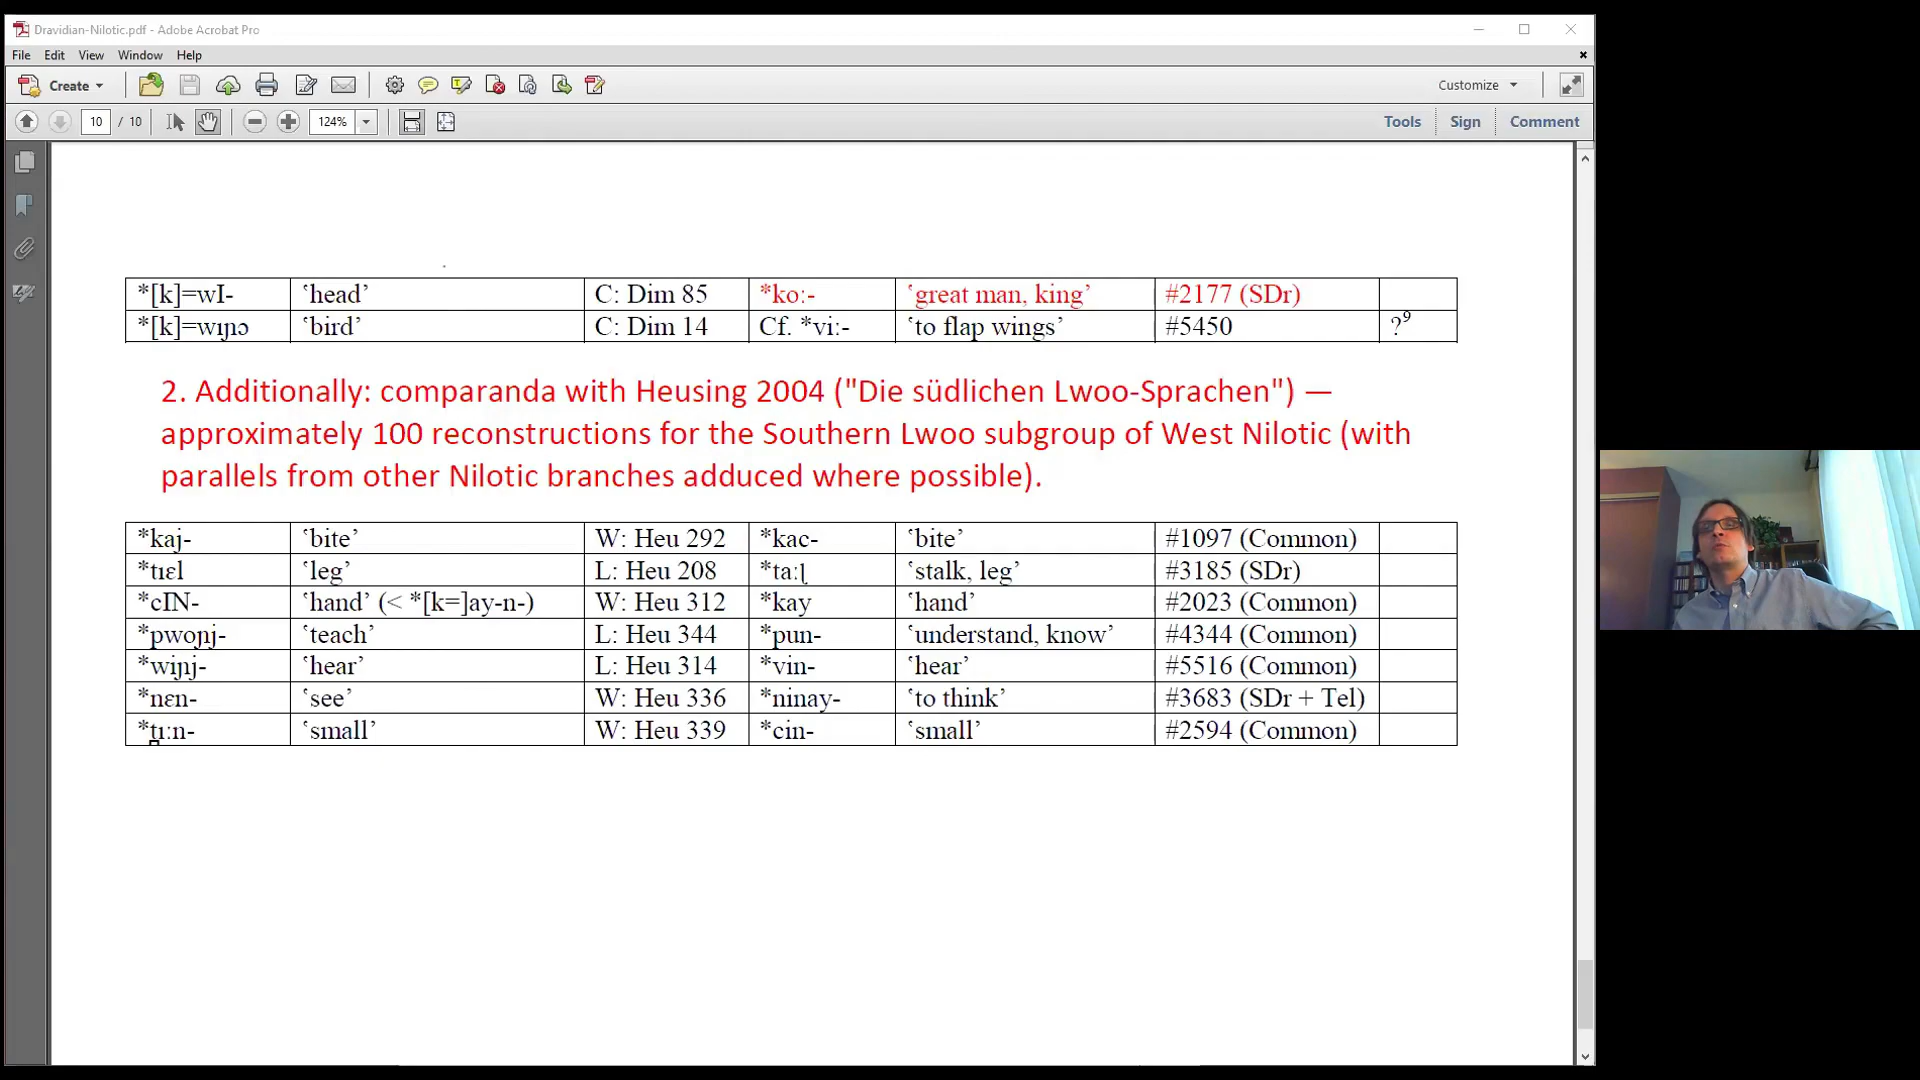 Dravidian-Nilotic.pdf - Adobe Acrobat Pro
File Edit View Window Help
Create Customize
10 / 10 124% Tools Sign Comment
*[k]=wI- ‛head’ C: Dim 85 *ko:- ‛great man, king’ #2177 (SDr)
*[k]=wɪɲɔ ‛bird’ C: Dim 14 Cf. *vi:- ‛to flap wings’ #5450 ?⁹
2. Additionally: comparanda with Heusing 2004 ("Die südlichen Lwoo-Sprachen") —
approximately 100 reconstructions for the Southern Lwoo subgroup of West Nilotic (with
parallels from other Nilotic branches adduced where possible).
*kaj- ‛bite’ W: Heu 292 *kac- ‛bite’ #1097 (Common)
*tɪɛl ‛leg’ L: Heu 208 *ta:ɭ ‛stalk, leg’ #3185 (SDr)
*cIN- ‛hand’ (< *[k=]ay-n-) W: Heu 312 *kay ‛hand’ #2023 (Common)
*pwoɲj- ‛teach’ L: Heu 344 *pun- ‛understand, know’ #4344 (Common)
*wiɲj- ‛hear’ L: Heu 314 *vin- ‛hear’ #5516 (Common)
*nɛn- ‛see’ W: Heu 336 *ninay- ‛to think’ #3683 (SDr + Tel)
*t̪ɪ:n- ‛small’ W: Heu 339 *cin- ‛small’ #2594 (Common)